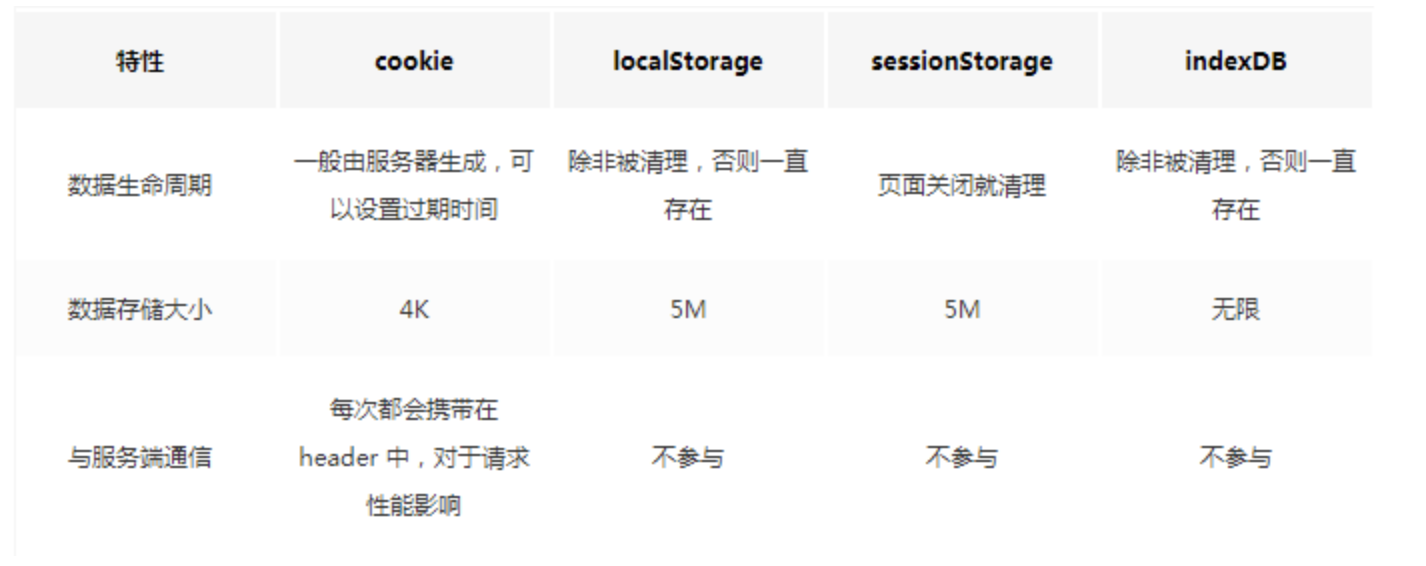 特性
cookie
localStorage
sessionStorage
indexDB
数据生命周期
一般由服务器生成，可
以设置过期时间
除非被清理，否则一直
存在
页面关闭就清理
除非被清理，否则一直
存在
数据存储大小
4K
5M
5M
无限
与服务端通信
每次都会携带在
header 中，对于请求
性能影响
不参与
不参与
不参与